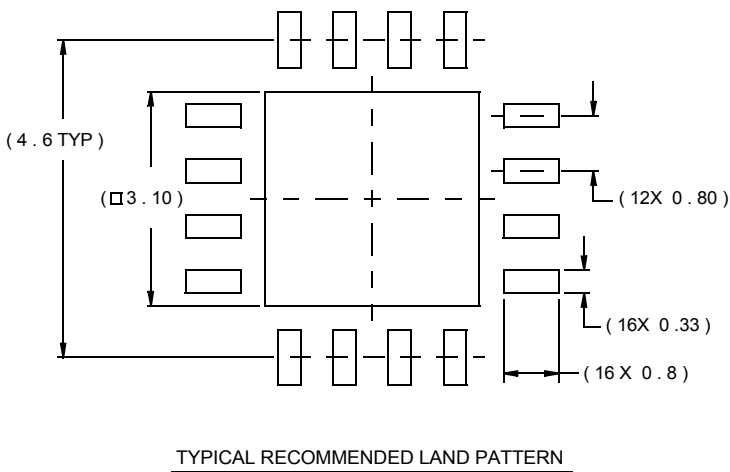 ( 4 . 6 TYP )
( □ 3 . 10 )
( 12X 0 . 80 )
( 16X 0 .33 )
( 16 X 0 . 8 )
TYPICAL RECOMMENDED LAND PATTERN